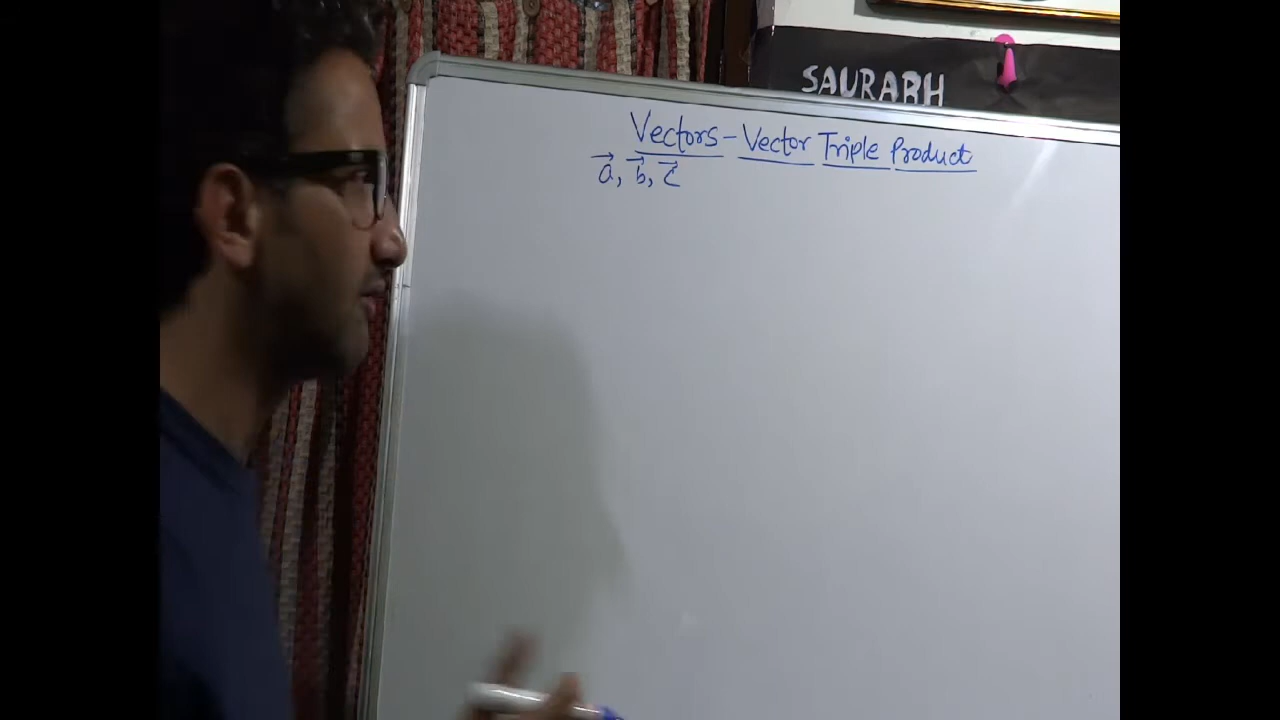 SAURABH
Vectors - Vector Triple Product
a⃗, b⃗, c⃗